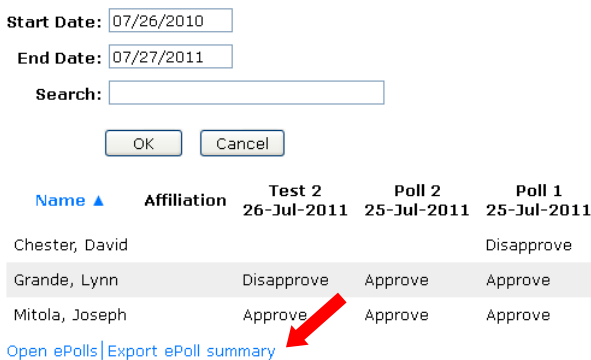 Start Date: 07/26/2010
End Date: 07/27/2011
Search:
OK Cancel
Name ▲ Affiliation Test 2 26-Jul-2011 Poll 2 25-Jul-2011 Poll 1 25-Jul-2011
Chester, David Disapprove
Grande, Lynn Disapprove Approve Approve
Mitola, Joseph Approve Approve Approve
Open ePolls|Export ePoll summary